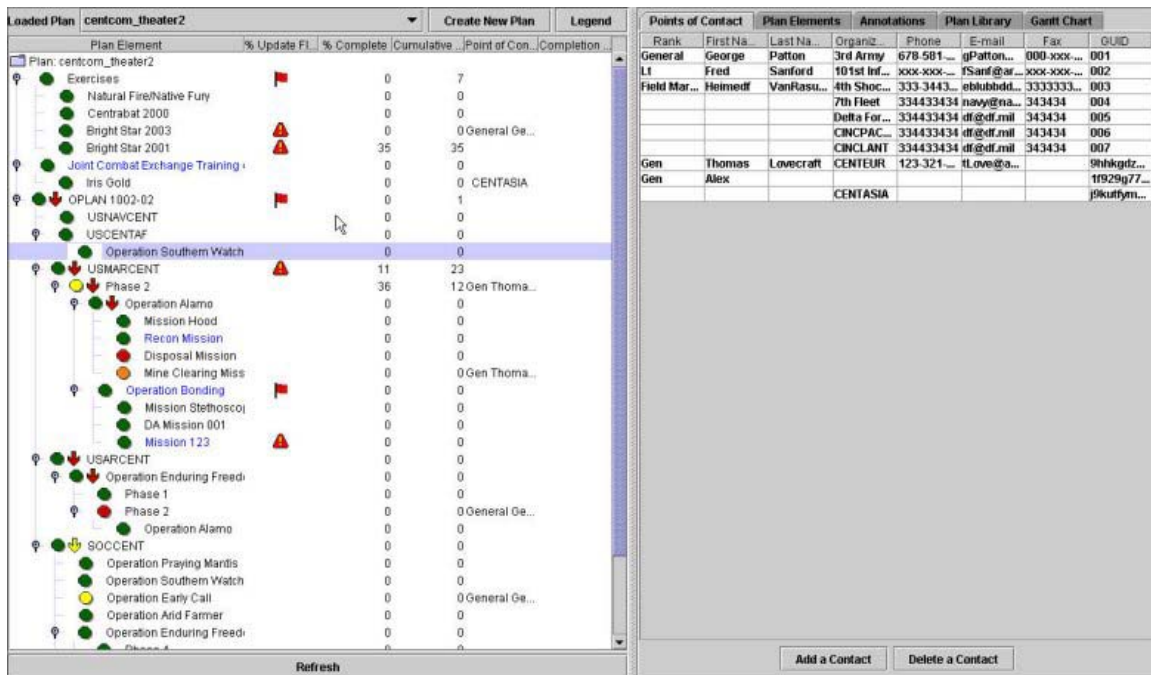 Loaded Plan centcom_theater2 Create New Plan Legend
Plan Element % Update Fl... % Complete Cumulative ... Point of Con... Completion ...
Plan: centcom_theater2
Exercises 0 7
Natural Fire/Native Fury 0 0
Centrabat 2000 0 0
Bright Star 2003 0 0 General Ge...
Bright Star 2001 35 35
Joint Combat Exchange Training 0 0
Iris Gold 0 0 CENTASIA
OPLAN 1002-02 0 1
USNAVCENT 0 0
USCENTAF 0 0
Operation Southern Watch 0 0
USMARCENT 11 23
Phase 2 36 12 Gen Thoma...
Operation Alamo 0 0
Mission Hood 0 0
Recon Mission 0 0
Disposal Mission 0 0
Mine Clearing Miss 0 0 Gen Thoma...
Operation Bonding 0 0
Mission Stethoscop 0 0
DA Mission 001 0 0
Mission 123 0 0
USARCENT 0 0
Operation Enduring Freed 0 0
Phase 1 0 0
Phase 2 0 0 General Ge...
Operation Alamo 0 0
SOCCENT 0 0
Operation Praying Mantis 0 0
Operation Southern Watch 0 0
Operation Early Call 0 0 General Ge...
Operation Arid Farmer 0 0
Operation Enduring Freed 0 0
Refresh
Points of Contact Plan Elements Annotations Plan Library Gantt Chart
Rank First Na... Last Na... Organiz... Phone E-mail Fax GUID
General George Patton 3rd Army 678-581-... gPatton... 000-xxx-... 001
Lt Fred Sanford 101st Inf... xxx-xxx-... fSanf@ar... xxx-xxx-... 002
Field Mar... Heimedf VanRasu... 4th Shoc... 333-3443... eblubbdd... 3333333... 003
7th Fleet 334433434 navy@na... 343434 004
Delta For... 334433434 df@df.mil 343434 005
CINCPAC... 334433434 df@df.mil 343434 006
CINCLANT 334433434 df@df.mil 343434 007
Gen Thomas Lovecraft CENTEUR 123-321-... tLove@a... 9hhkgdz...
Gen Alex 1f929g77...
CENTASIA j9kutfym...
Add a Contact Delete a Contact